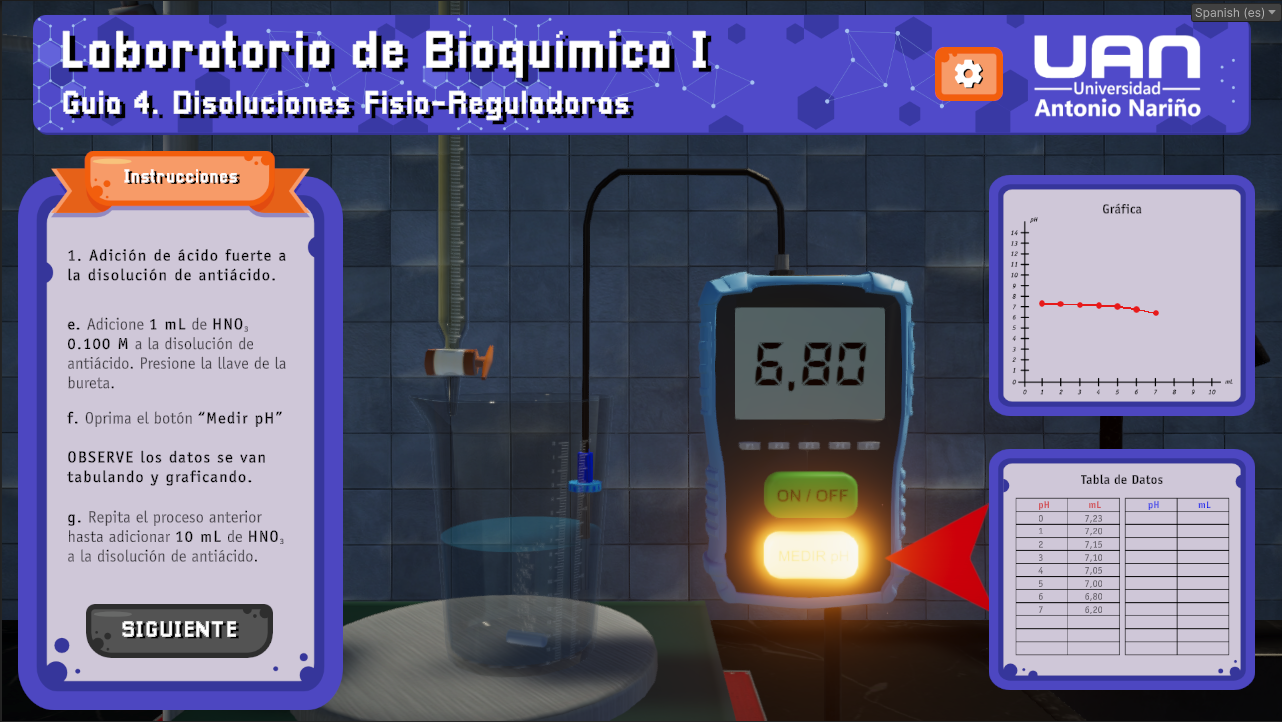 Spanish (es)
Laboratorio de Bioquímica I
Guia 4. Disoluciones Fisio-Reguladoras
UAN
Universidad
Antonio Nariño
Instrucciones
1. Adición de ácido fuerte a
la disolución de antiácido.
e. Adicione 1 mL de HNO₃
0.100 M a la disolución de
antiácido. Presione la llave de la
bureta.
f. Oprima el botón “Medir pH”
OBSERVE los datos se van
tabulando y graficando.
g. Repita el proceso anterior
hasta adicionar 10 mL de HNO₃
a la disolución de antiácido.
SIGUIENTE
6,80
ON / OFF
MEDIR pH
Gráfica
pH
14
13
12
11
10
9
8
7
6
5
4
3
2
1
0
0 1 2 3 4 5 6 7 8 9 10
mL
Tabla de Datos
pH mL pH mL
0 7,23
1 7,20
2 7,15
3 7,10
4 7,05
5 7,00
6 6,80
7 6,20